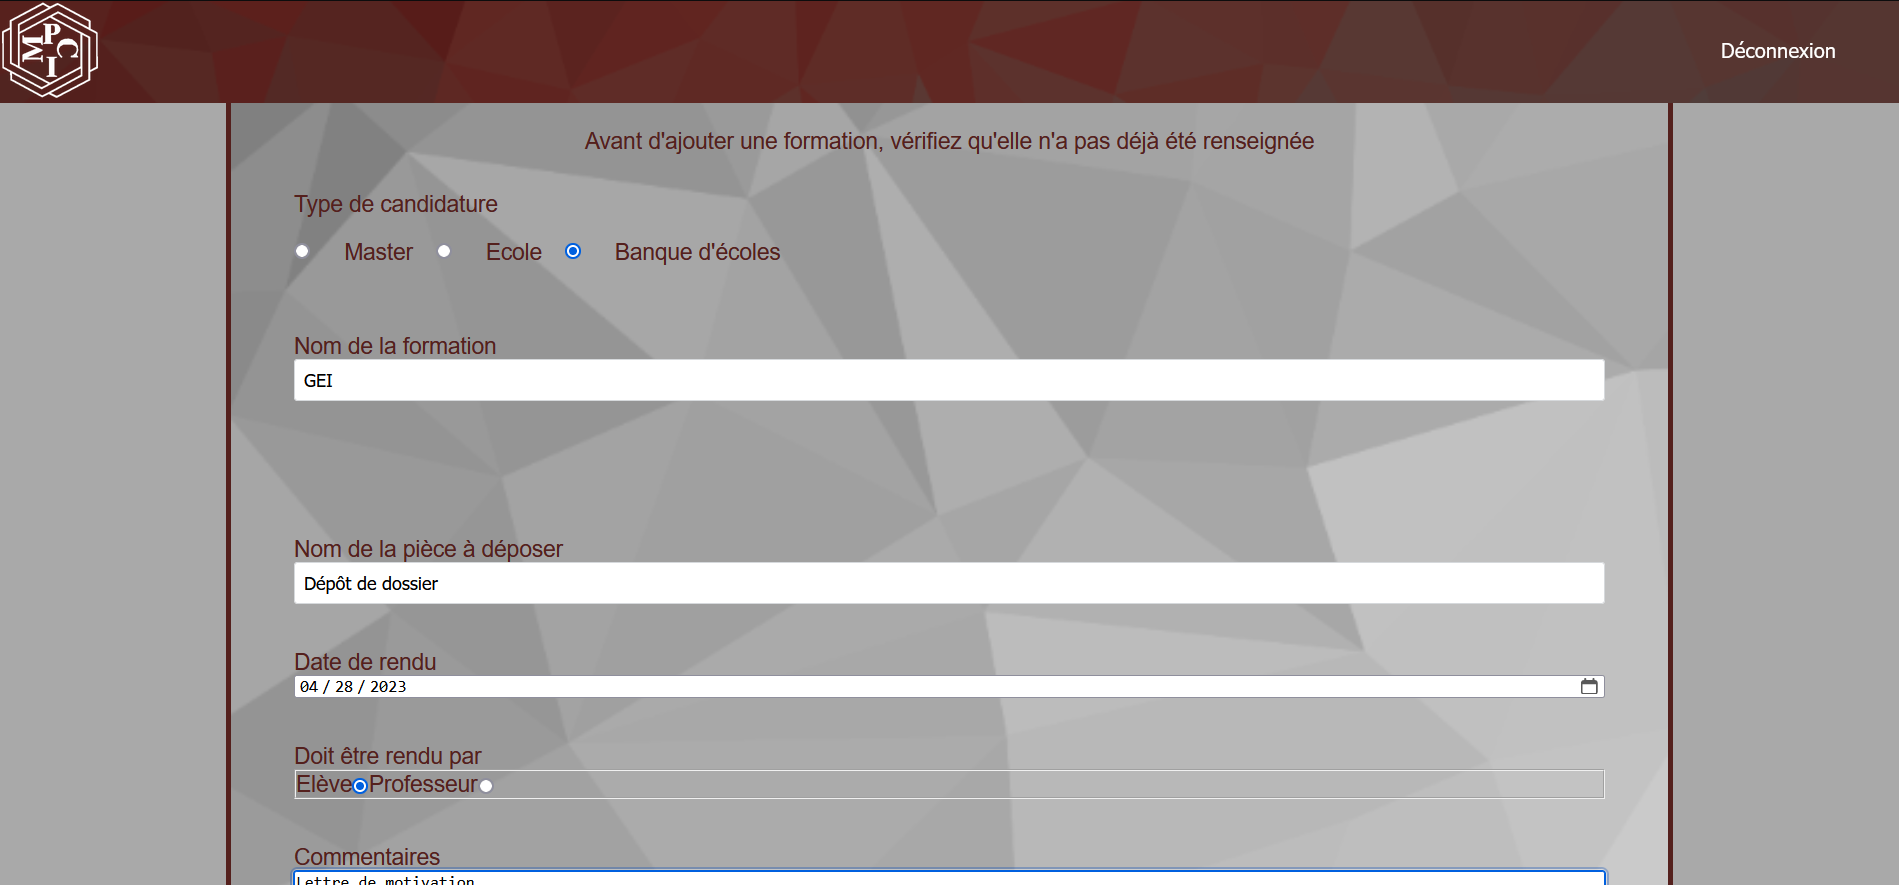 MPCI
Déconnexion
Avant d'ajouter une formation, vérifiez qu'elle n'a pas déjà été renseignée
Type de candidature
Master Ecole Banque d'écoles
Nom de la formation
GEI
Nom de la pièce à déposer
Dépôt de dossier
Date de rendu
04 / 28 / 2023
Doit être rendu par
Elève Professeur
Commentaires
Lettre de motivation